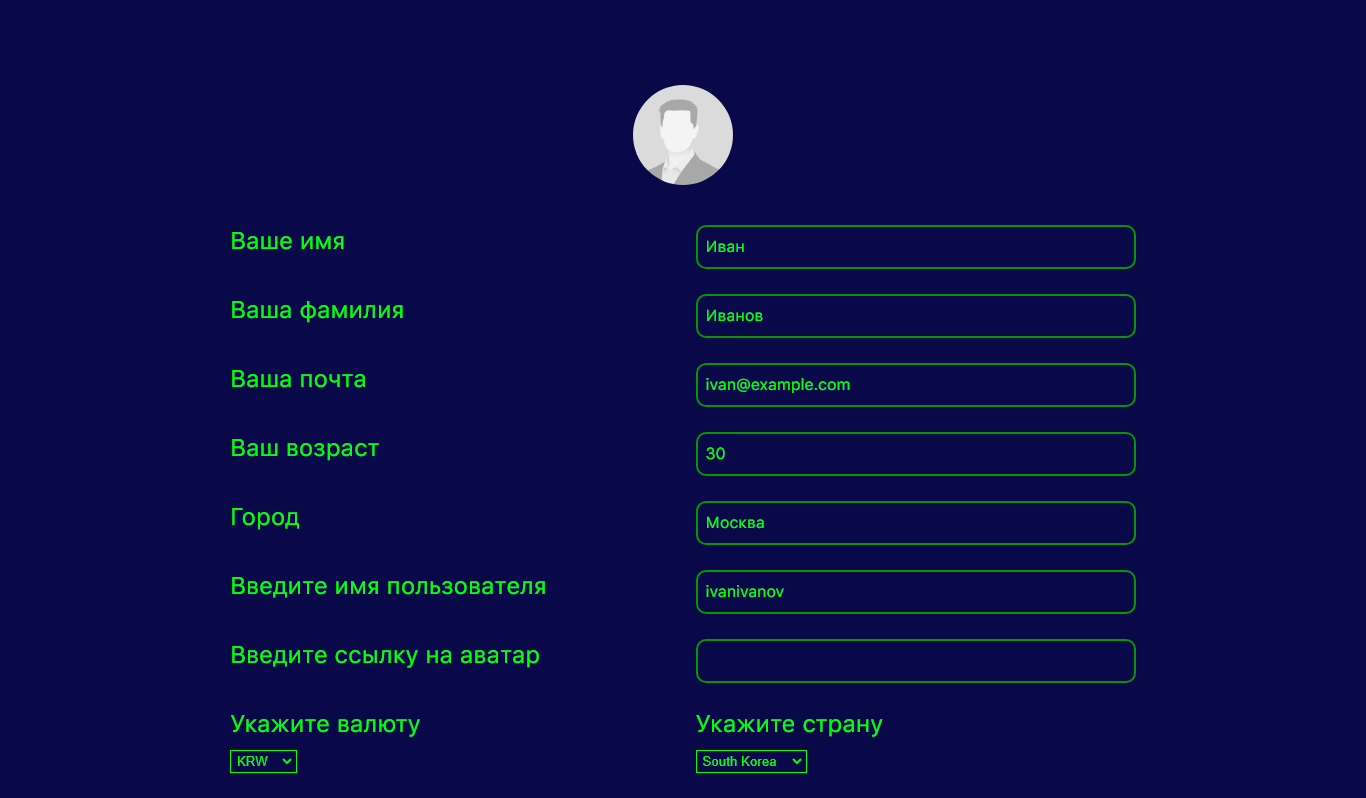 Ваше имя
Иван
Ваша фамилия
Иванов
Ваша почта
ivan@example.com
Ваш возраст
30
Город
Москва
Введите имя пользователя
ivanivanov
Введите ссылку на аватар
Укажите валюту
KRW
Укажите страну
South Korea